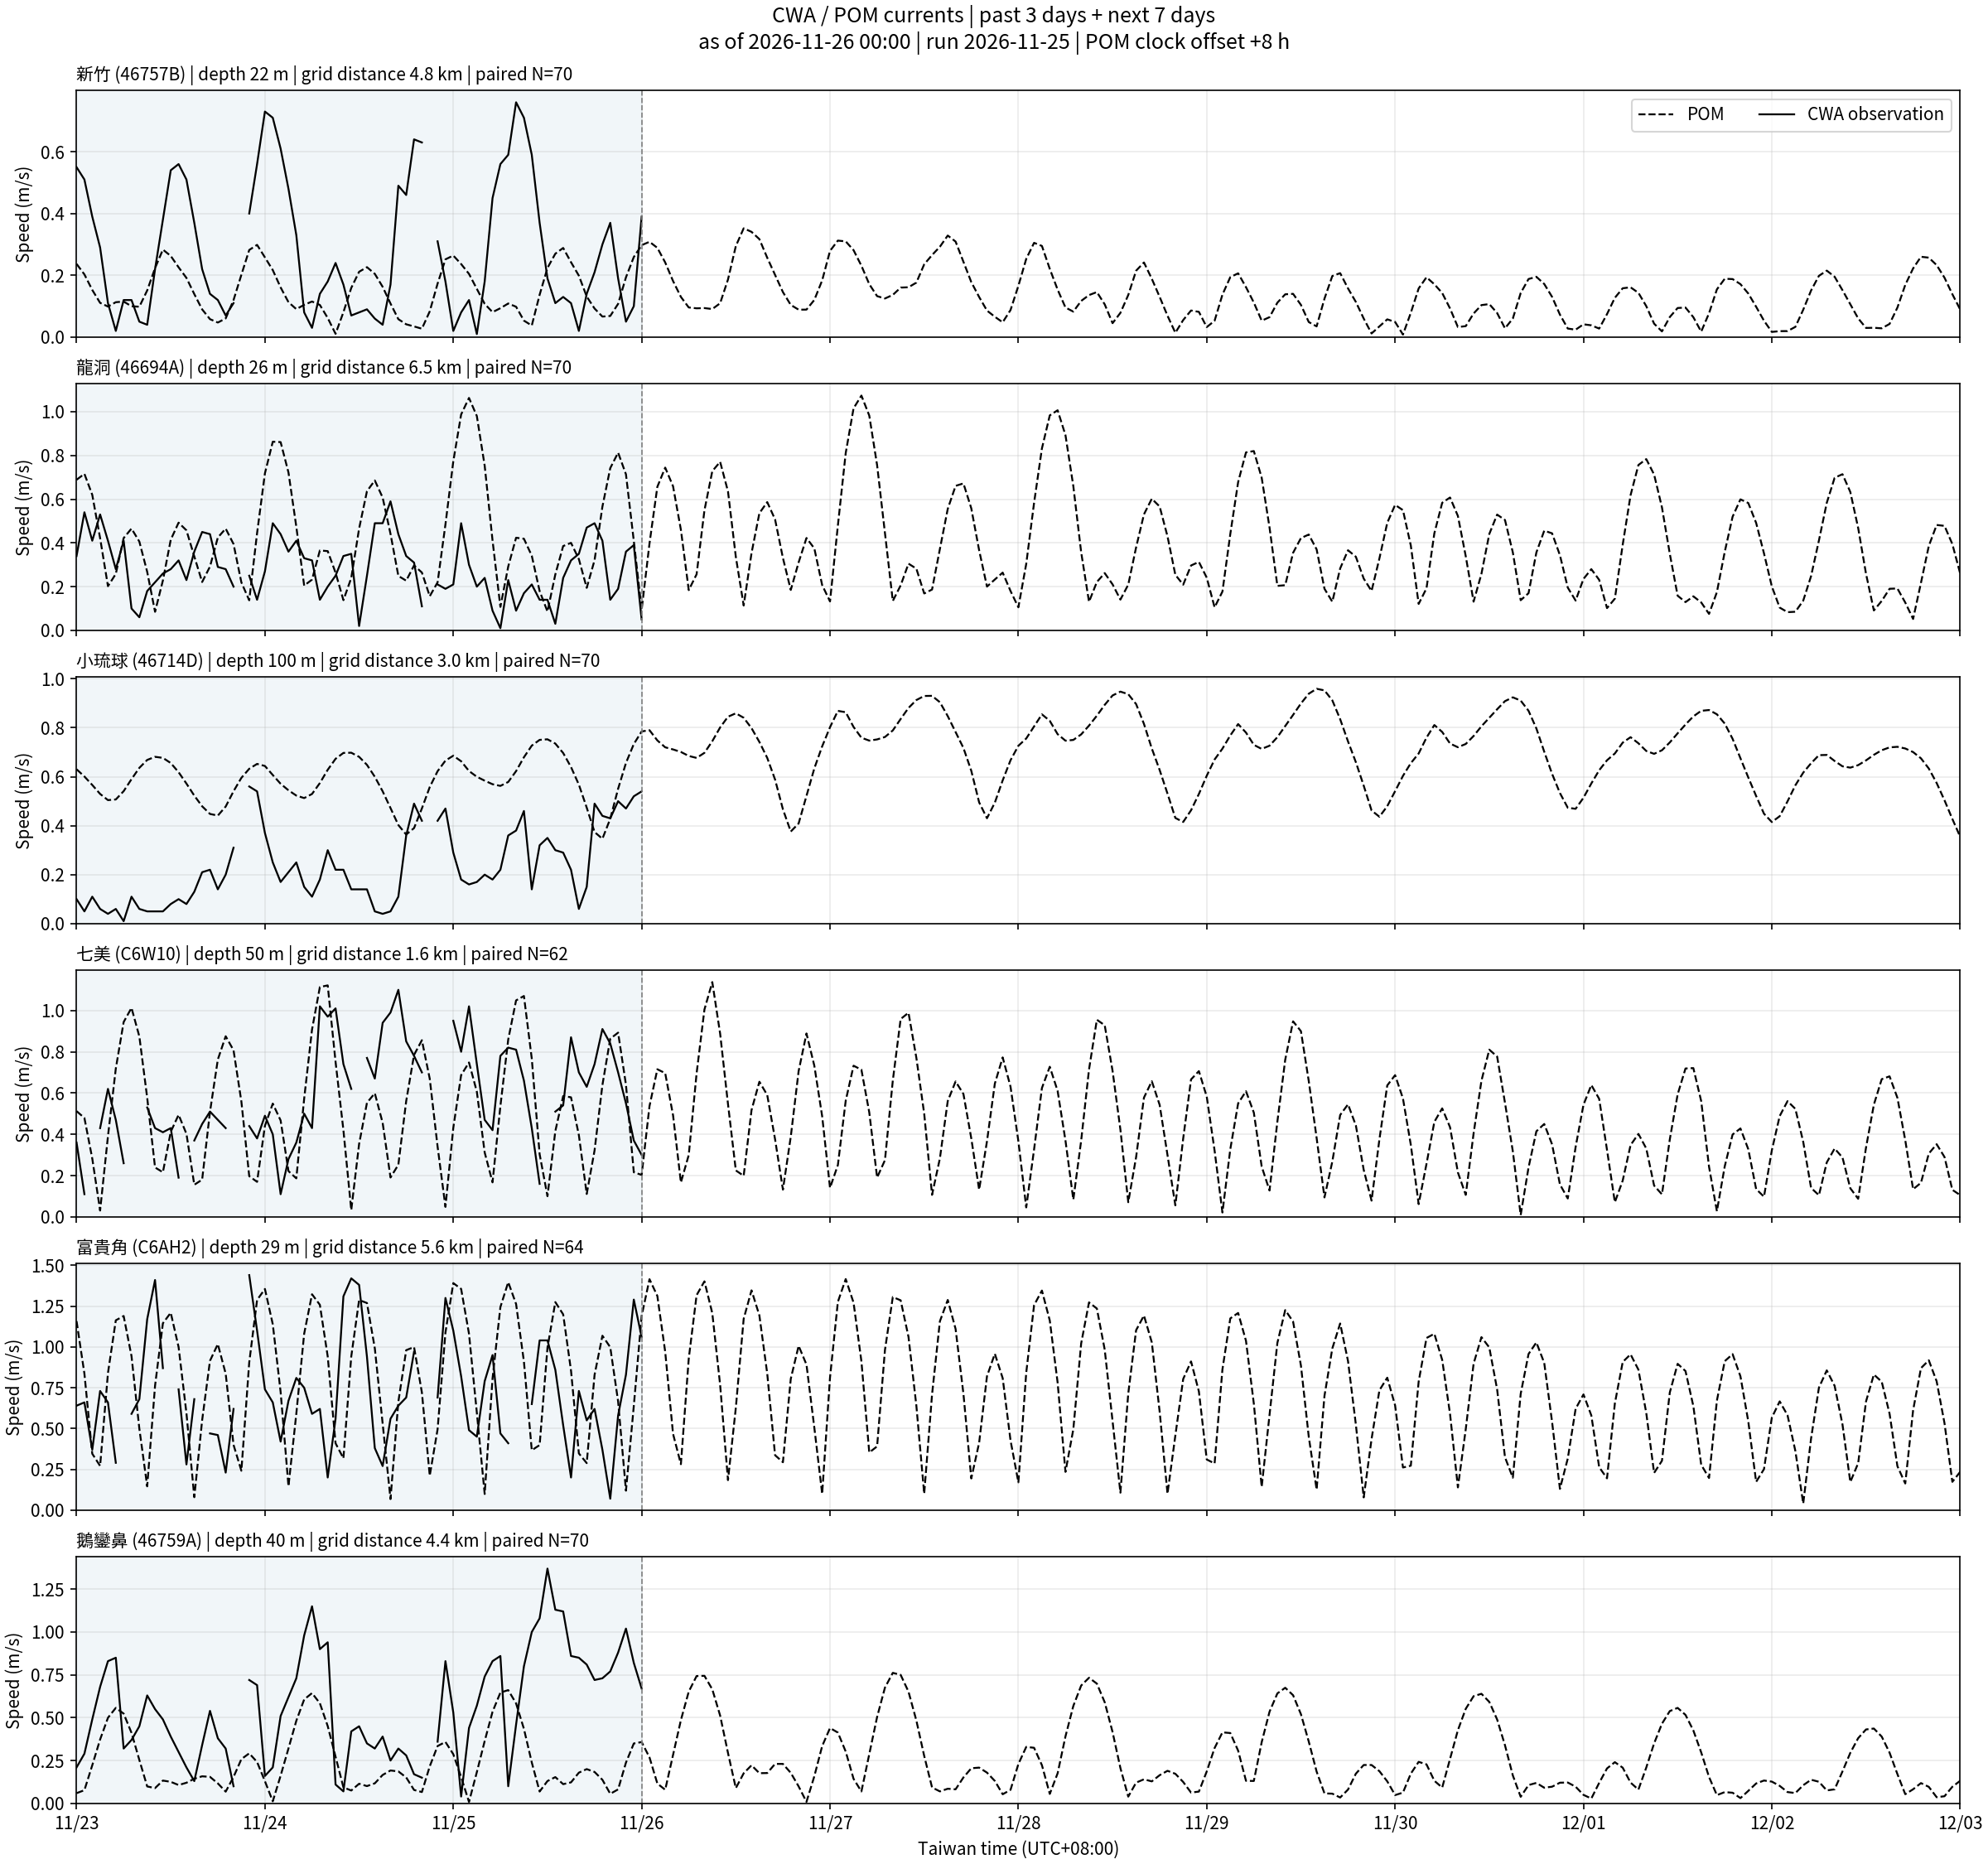 CWA / POM currents | past 3 days + next 7 days
as of 2026-11-26 00:00 | run 2026-11-25 | POM clock offset +8 h
新竹 (46757B) | depth 22 m | grid distance 4.8 km | paired N=70
POM
CWA observation
Speed (m/s)
0.6
0.4
0.2
0.0
龍洞 (46694A) | depth 26 m | grid distance 6.5 km | paired N=70
Speed (m/s)
1.0
0.8
0.6
0.4
0.2
0.0
小琉球 (46714D) | depth 100 m | grid distance 3.0 km | paired N=70
Speed (m/s)
1.0
0.8
0.6
0.4
0.2
0.0
七美 (C6W10) | depth 50 m | grid distance 1.6 km | paired N=62
Speed (m/s)
1.0
0.8
0.6
0.4
0.2
0.0
富貴角 (C6AH2) | depth 29 m | grid distance 5.6 km | paired N=64
Speed (m/s)
1.50
1.25
1.00
0.75
0.50
0.25
0.00
鵝鑾鼻 (46759A) | depth 40 m | grid distance 4.4 km | paired N=70
Speed (m/s)
1.25
1.00
0.75
0.50
0.25
0.00
11/23 11/24 11/25 11/26 11/27 11/28 11/29 11/30 12/01 12/02 12/03
Taiwan time (UTC+08:00)